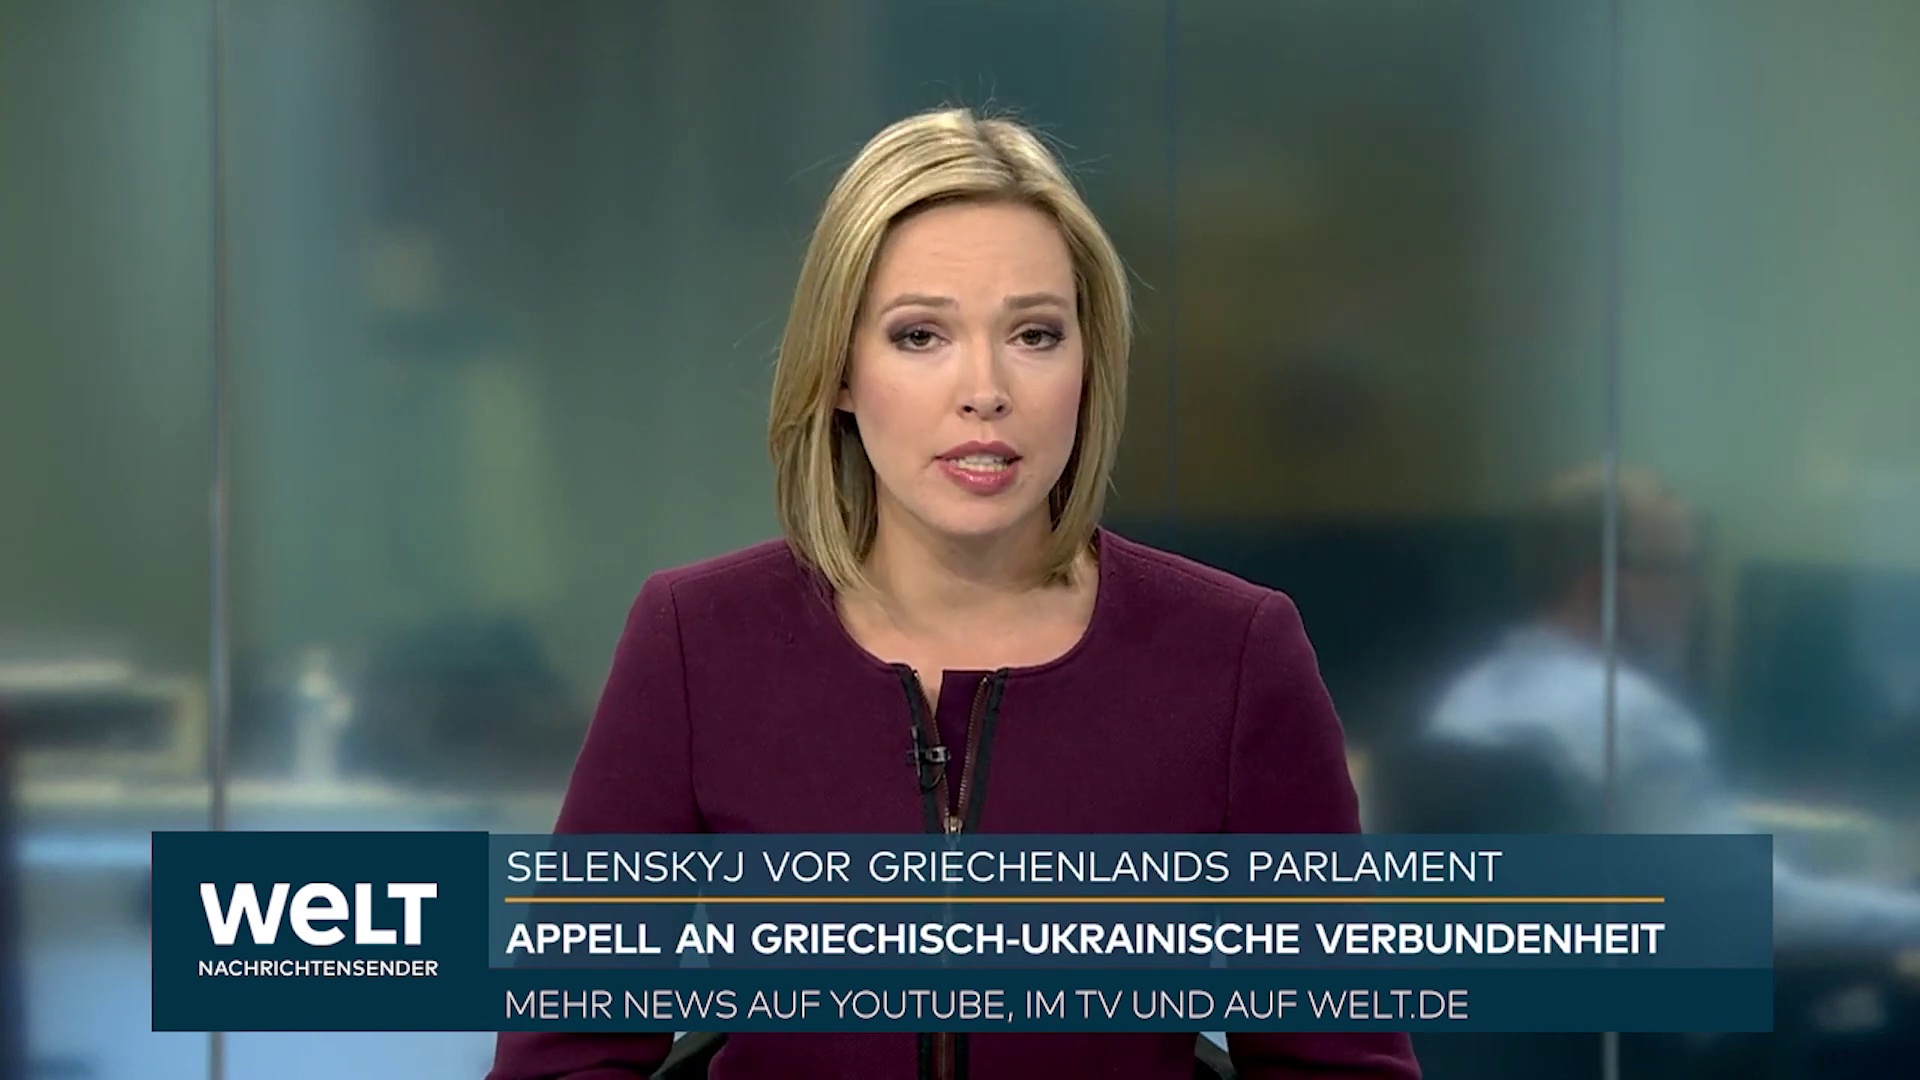 WELT
NACHRICHTENSENDER
SELENSKYJ VOR GRIECHENLANDS PARLAMENT
APPELL AN GRIECHISCH-UKRAINISCHE VERBUNDENHEIT
MEHR NEWS AUF YOUTUBE, IM TV UND AUF WELT.DE